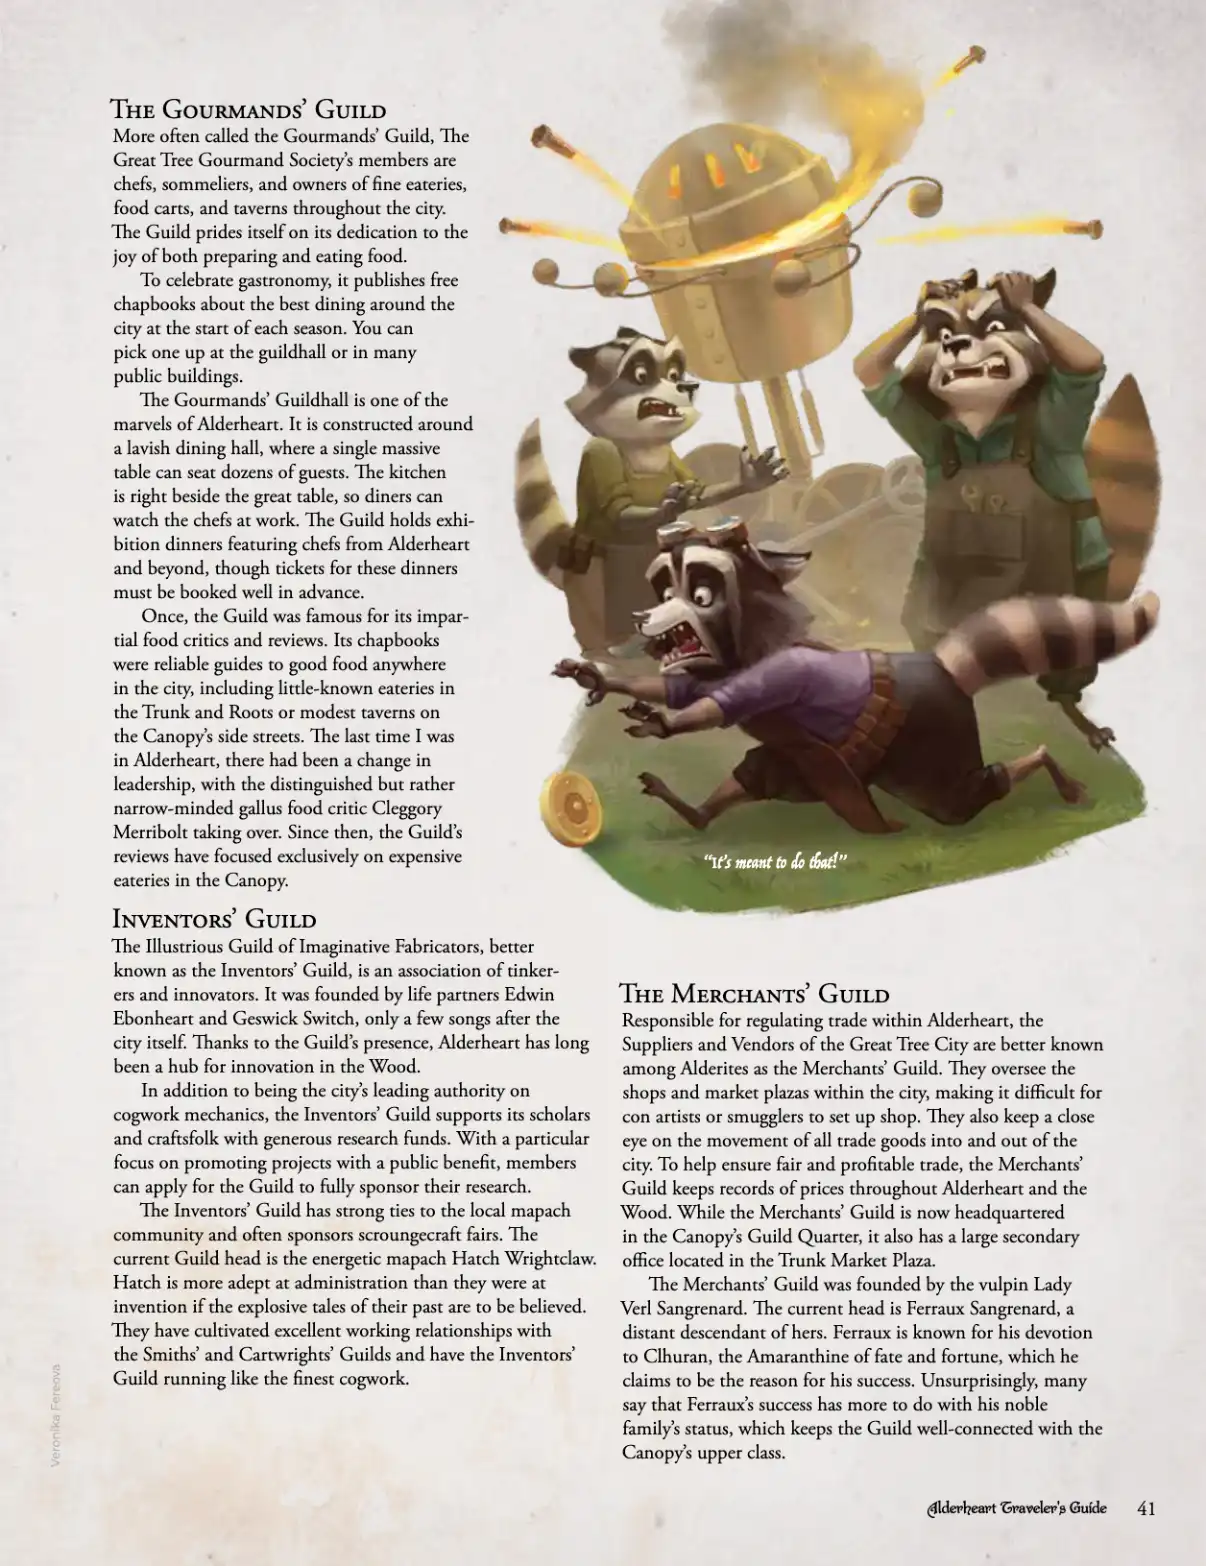 The Gourmands’ Guild
More often called the Gourmands’ Guild, The
Great Tree Gourmand Society’s members are
chefs, sommeliers, and owners of fine eateries,
food carts, and taverns throughout the city.
The Guild prides itself on its dedication to the
joy of both preparing and eating food.
To celebrate gastronomy, it publishes free
chapbooks about the best dining around the
city at the start of each season. You can
pick one up at the guildhall or in many
public buildings.
The Gourmands’ Guildhall is one of the
marvels of Alderheart. It is constructed around
a lavish dining hall, where a single massive
table can seat dozens of guests. The kitchen
is right beside the great table, so diners can
watch the chefs at work. The Guild holds exhi-
bition dinners featuring chefs from Alderheart
and beyond, though tickets for these dinners
must be booked well in advance.
Once, the Guild was famous for its impar-
tial food critics and reviews. Its chapbooks
were reliable guides to good food anywhere
in the city, including little-known eateries in
the Trunk and Roots or modest taverns on
the Canopy’s side streets. The last time I was
in Alderheart, there had been a change in
leadership, with the distinguished but rather
narrow-minded gallus food critic Cleggory
Merribolt taking over. Since then, the Guild’s
reviews have focused exclusively on expensive
eateries in the Canopy.
Inventors’ Guild
The Illustrious Guild of Imaginative Fabricators, better
known as the Inventors’ Guild, is an association of tinker-
ers and innovators. It was founded by life partners Edwin
Ebonheart and Geswick Switch, only a few songs after the
city itself. Thanks to the Guild’s presence, Alderheart has long
been a hub for innovation in the Wood.
In addition to being the city’s leading authority on
cogwork mechanics, the Inventors’ Guild supports its scholars
and craftsfolk with generous research funds. With a particular
focus on promoting projects with a public benefit, members
can apply for the Guild to fully sponsor their research.
The Inventors’ Guild has strong ties to the local mapach
community and often sponsors scroungecraft fairs. The
current Guild head is the energetic mapach Hatch Wrightclaw.
Hatch is more adept at administration than they were at
invention if the explosive tales of their past are to be believed.
They have cultivated excellent working relationships with
the Smiths’ and Cartwrights’ Guilds and have the Inventors’
Guild running like the finest cogwork.
“It’s meant to do that!”
The Merchants’ Guild
Responsible for regulating trade within Alderheart, the
Suppliers and Vendors of the Great Tree City are better known
among Alderites as the Merchants’ Guild. They oversee the
shops and market plazas within the city, making it difficult for
con artists or smugglers to set up shop. They also keep a close
eye on the movement of all trade goods into and out of the
city. To help ensure fair and profitable trade, the Merchants’
Guild keeps records of prices throughout Alderheart and the
Wood. While the Merchants’ Guild is now headquartered
in the Canopy’s Guild Quarter, it also has a large secondary
office located in the Trunk Market Plaza.
The Merchants’ Guild was founded by the vulpin Lady
Verl Sangrenard. The current head is Ferraux Sangrenard, a
distant descendant of hers. Ferraux is known for his devotion
to Clhuran, the Amaranthine of fate and fortune, which he
claims to be the reason for his success. Unsurprisingly, many
say that Ferraux’s success has more to do with his noble
family’s status, which keeps the Guild well-connected with the
Canopy’s upper class.
Veronika Fereova
Alderheart Traveler’s Guide 41